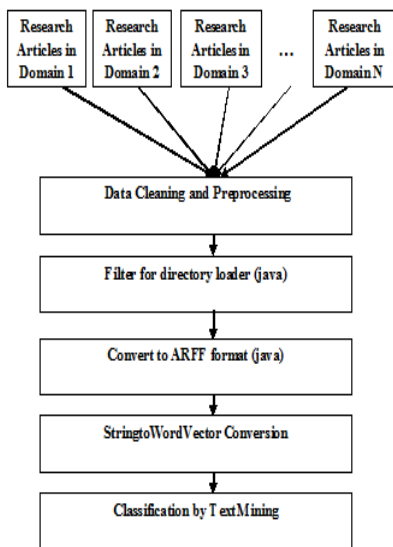 Research
Articles in
Domain 1
Research
Articles in
Domain 2
Research
Articles in
Domain 3
...
Research
Articles in
Domain N
Data Cleaning and Preprocessing
Filter for directory loader (java)
Convert to ARFF format (java)
StringtoWordVector Conversion
Classification by TextMining